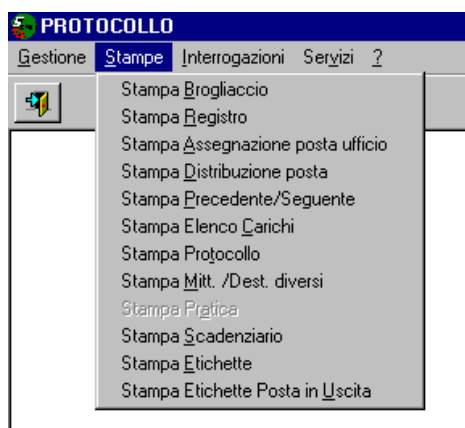 PROTOCOLLO
Gestione Stampe Interrogazioni Servizi ?
Stampa Brogliaccio
Stampa Registro
Stampa Assegnazione posta ufficio
Stampa Distribuzione posta
Stampa Precedente/Seguente
Stampa Elenco Carichi
Stampa Protocollo
Stampa Mitt. /Dest. diversi
Stampa Pratica
Stampa Scadenziario
Stampa Etichette
Stampa Etichette Posta in Uscita